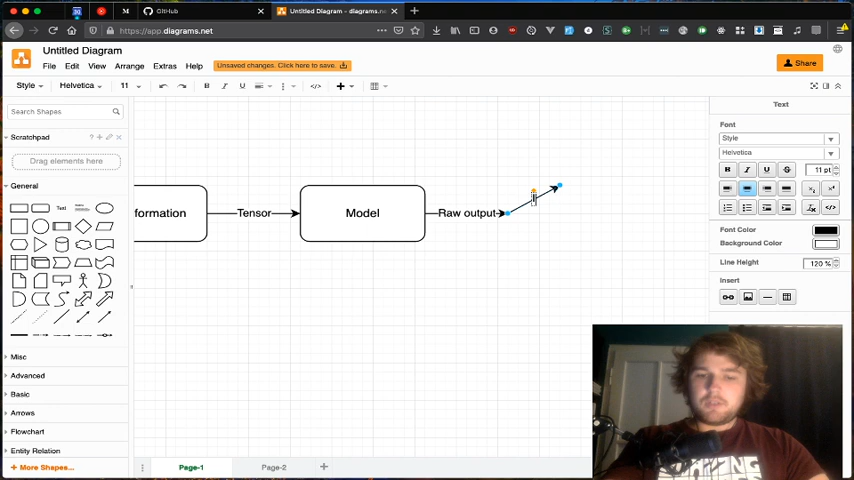 GitHub
Untitled Diagram - diagrams.net
https://app.diagrams.net
Untitled Diagram
File Edit View Arrange Extras Help
Unsaved changes. Click here to save.
Share
Style Helvetica 11
Search Shapes
Scratchpad
Drag elements here
General
Text
Misc
Advanced
Basic
Arrows
Flowchart
Entity Relation
+ More Shapes...
formation
Tensor
Model
Raw output
Page-1
Page-2
Text
Font
Style
Helvetica
B I U S 11 pt
Font Color
Background Color
Line Height 120 %
Insert